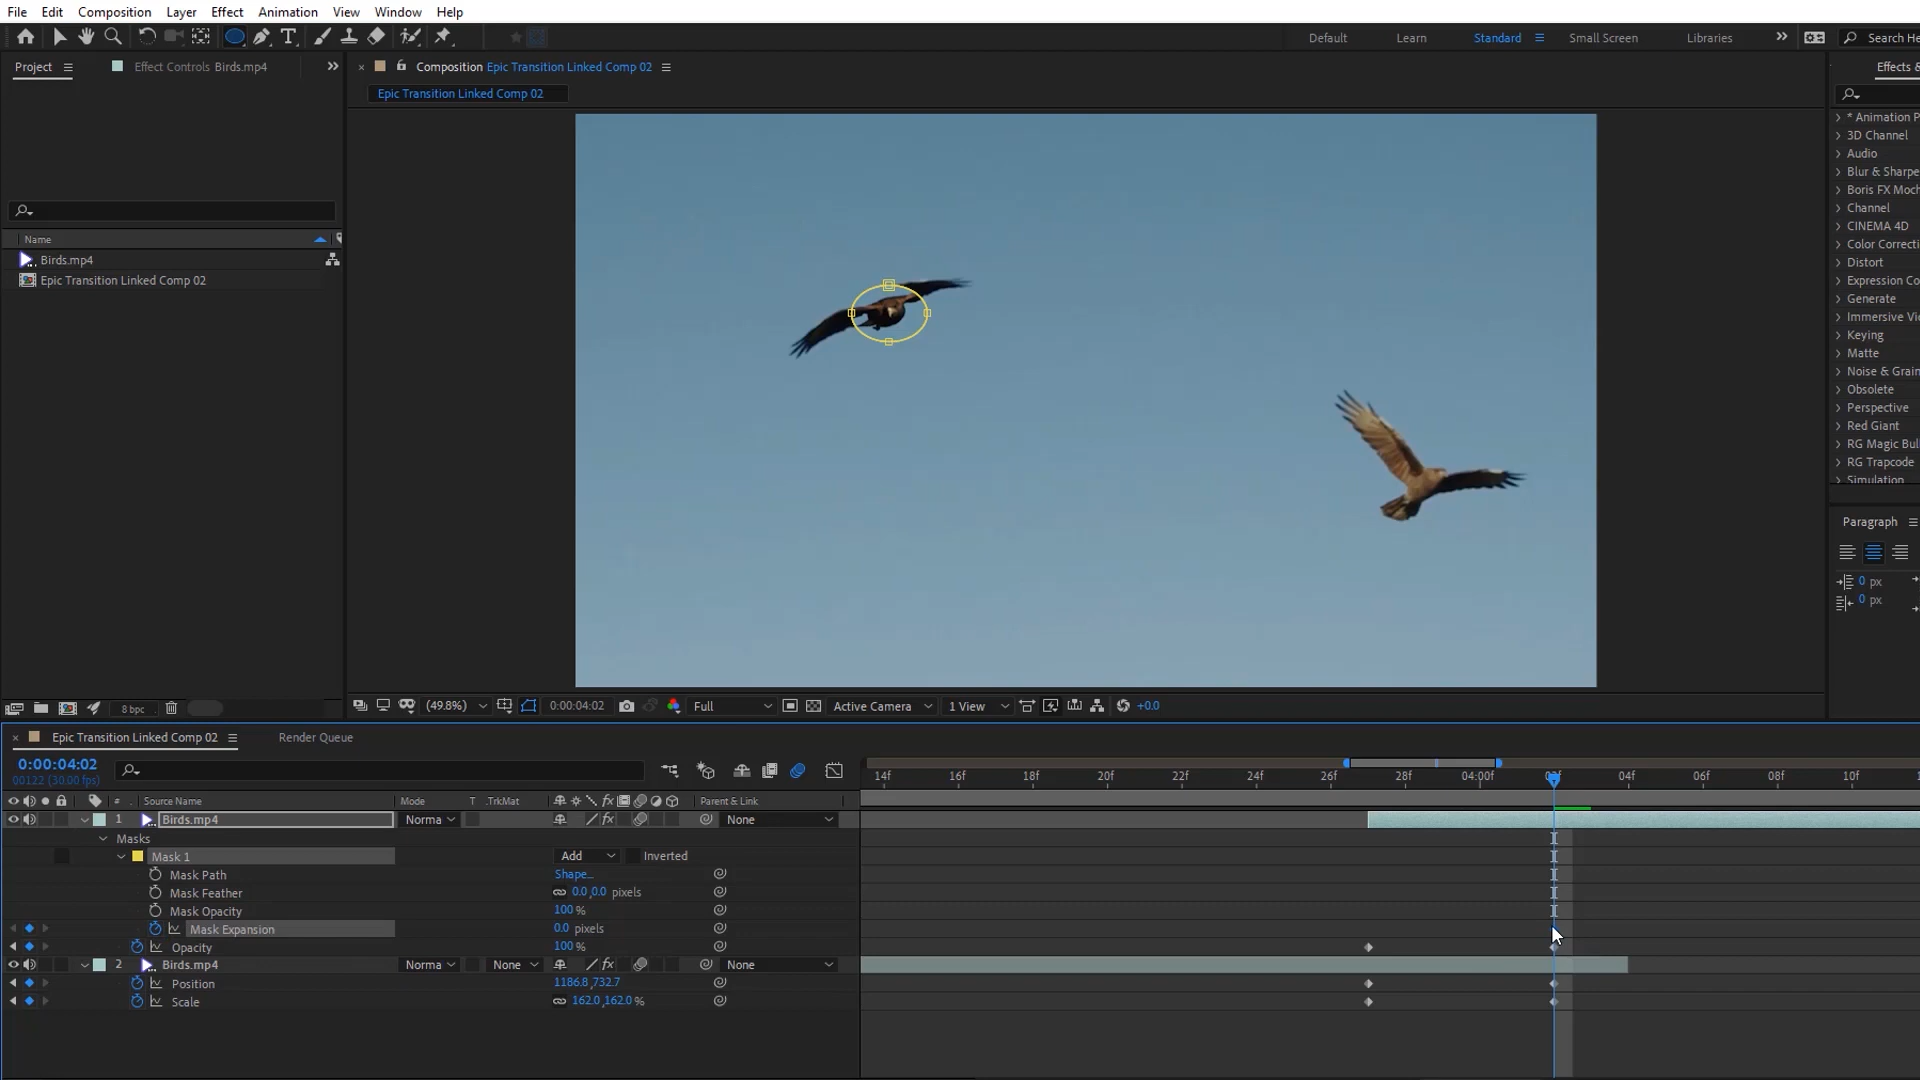 File Edit Composition Layer Effect Animation View Window Help
Default Learn Standard Small Screen Libraries Search He
Project Effect Controls Birds.mp4 Composition Epic Transition Linked Comp 02 Effects &
Epic Transition Linked Comp 02
* Animation P
3D Channel
Audio
Blur & Sharpe
Boris FX Moch
Channel
CINEMA 4D
Color Correcti
Distort
Expression Co
Generate
Immersive Vi
Keying
Matte
Noise & Grain
Obsolete
Perspective
Red Giant
RG Magic Bul
RG Trapcode
Simulation
Name
Birds.mp4
Epic Transition Linked Comp 02
Paragraph
0 px
0 px
8 bpc (49.8%) 0:00:04:02 Full Active Camera 1 View +0.0
Epic Transition Linked Comp 02 Render Queue
0:00:04:02
00122 (30.00 fps)
14f 16f 18f 20f 22f 24f 26f 28f 04:00f 02f 04f 06f 08f 10f
# . Source Name Mode T .TrkMat fx Parent & Link
1 Birds.mp4 Norma fx None
Masks
Mask 1 Add Inverted
Mask Path Shape...
Mask Feather 0.0,0.0 pixels
Mask Opacity 100 %
Mask Expansion 0.0 pixels
Opacity 100 %
2 Birds.mp4 Norma None fx None
Position 1186.8,732.7
Scale 162.0,162.0 %